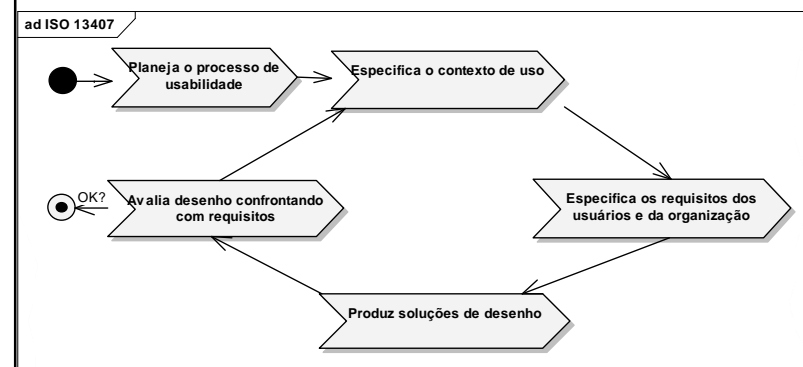 ad ISO 13407
Planeja o processo de
usabilidade
Especifica o contexto de uso
Especifica os requisitos dos
usuários e da organização
Produz soluções de desenho
Avalia desenho confrontando
com requisitos
OK?